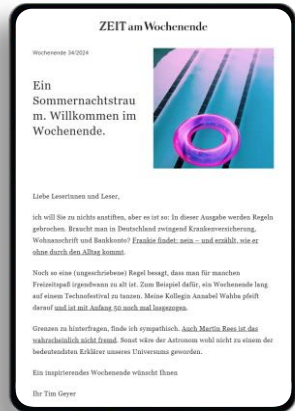 ZEIT am Wochenende
Wochenende 34/2024
Ein
Sommernachtstrau
m. Willkommen im
Wochenende.
Liebe Leserinnen und Leser,
ich will Sie zu nichts anstiften, aber es ist so: In dieser Ausgabe werden Regeln
gebrochen. Braucht man in Deutschland zwingend Krankenversicherung,
Wohnanschrift und Bankkonto? Frankie findet: nein – und erzählt, wie er
ohne durch den Alltag kommt.
Noch so eine (ungeschriebene) Regel besagt, dass man für manchen
Freizeitspaß irgendwann zu alt ist. Zum Beispiel dafür, ein Wochenende lang
auf einem Technofestival zu tanzen. Meine Kollegin Annabel Wahba pfeift
darauf und ist mit Anfang 50 noch mal losgezogen.
Grenzen zu hinterfragen, finde ich sympathisch. Auch Martin Rees ist das
wahrscheinlich nicht fremd. Sonst wäre der Astronom wohl nicht zu einem der
bedeutendsten Erklärer unseres Universums geworden.
Ein inspirierendes Wochenende wünscht Ihnen
Ihr Tim Geyer